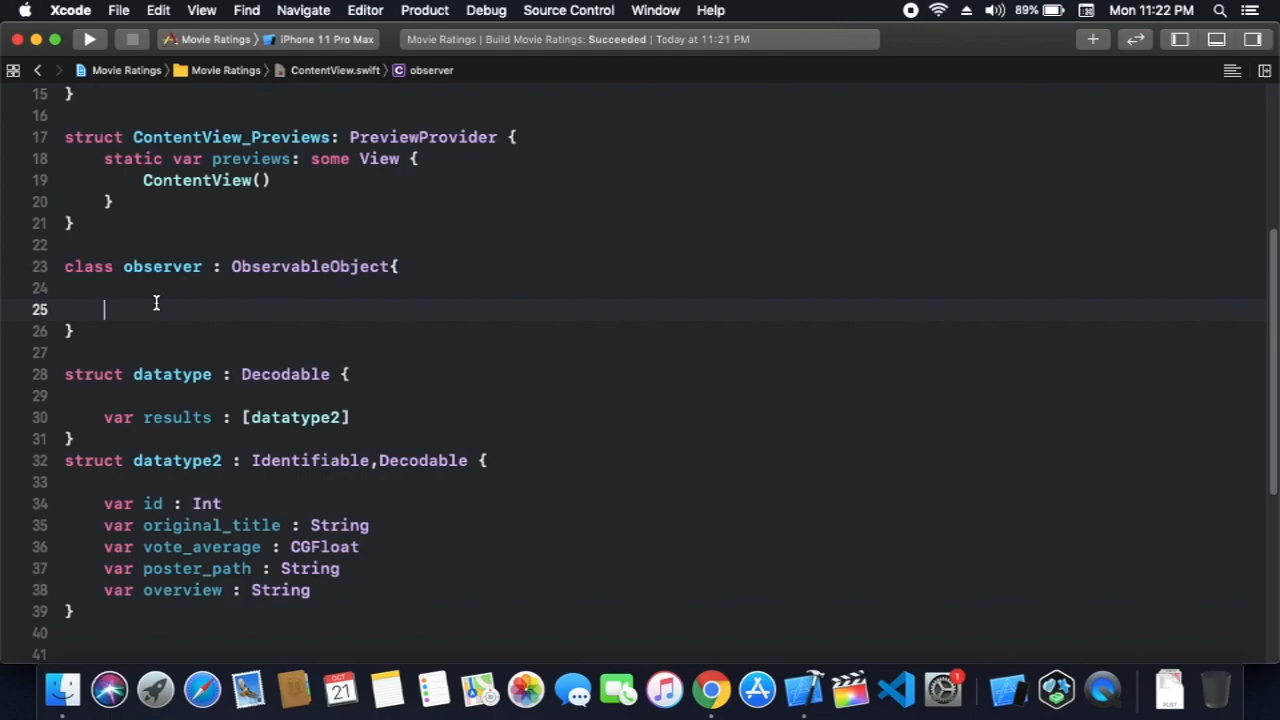 Xcode File Edit View Find Navigate Editor Product Debug Source Control Window Help 89% Mon 11:22 PM
Movie Ratings iPhone 11 Pro Max Movie Ratings | Build Movie Ratings: Succeeded | Today at 11:21 PM
Movie Ratings Movie Ratings ContentView.swift C observer
15 }
16
17 struct ContentView_Previews: PreviewProvider {
18 static var previews: some View {
19 ContentView()
20 }
21 }
22
23 class observer : ObservableObject{
24
25
26 }
27
28 struct datatype : Decodable {
29
30 var results : [datatype2]
31 }
32 struct datatype2 : Identifiable,Decodable {
33
34 var id : Int
35 var original_title : String
36 var vote_average : CGFloat
37 var poster_path : String
38 var overview : String
39 }
40
41
OCT
21
1
PLIST